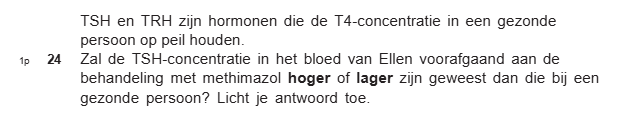 TSH en TRH zijn hormonen die de T4-concentratie in een gezonde
persoon op peil houden.
1p 24 Zal de TSH-concentratie in het bloed van Ellen voorafgaand aan de
behandeling met methimazol hoger of lager zijn geweest dan die bij een
gezonde persoon? Licht je antwoord toe.